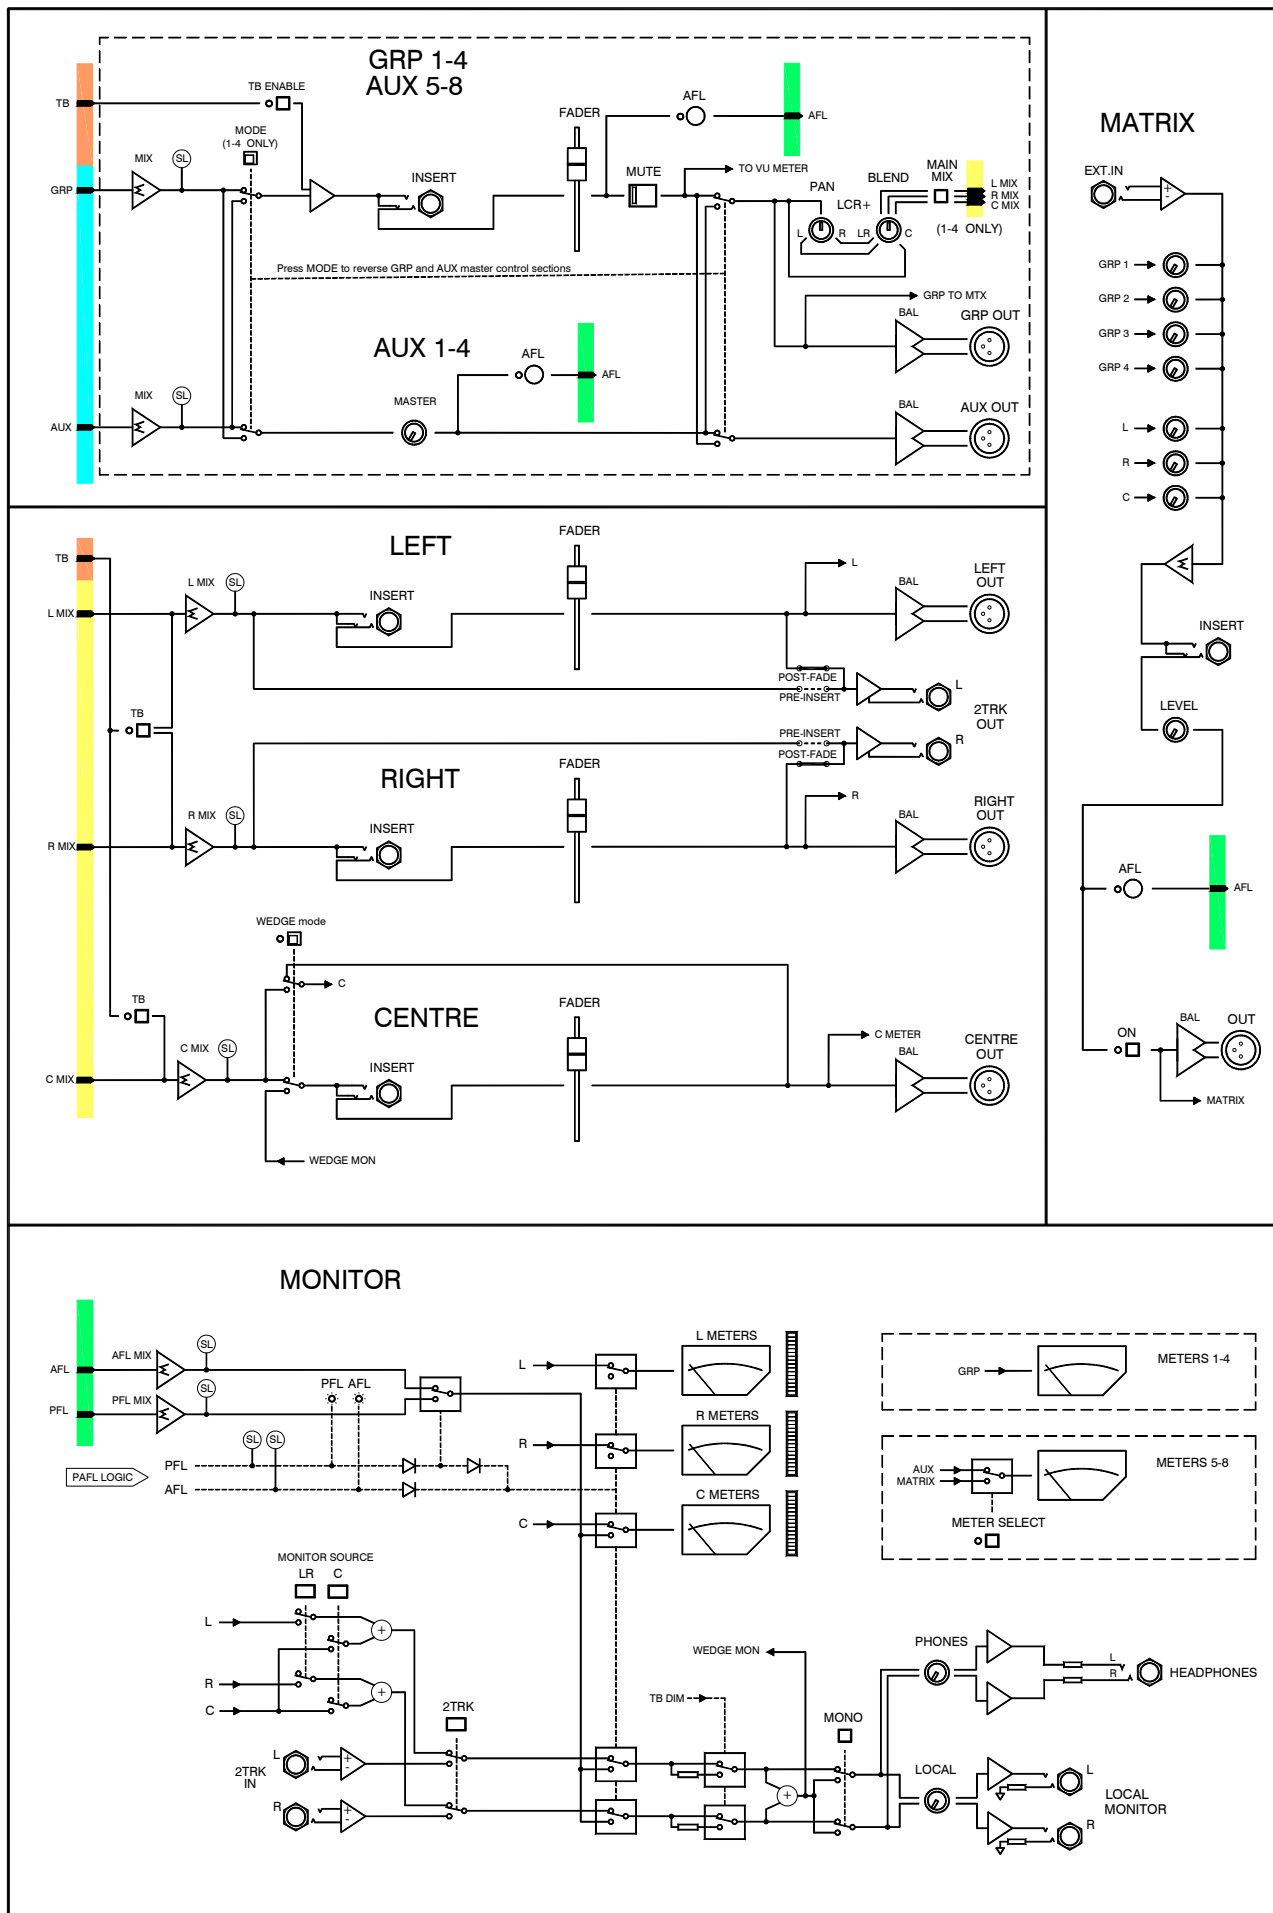 GRP 1-4
AUX 5-8
TB ENABLE
TB
FADER
AFL
AFL
MODE
(1-4 ONLY)
MIX
SL
GRP
INSERT
MUTE
TO VU METER
PAN
BLEND
MAIN
MIX
LCR+
L MIX
R MIX
C MIX
(1-4 ONLY)
L
R
LR
C
Press MODE to reverse GRP and AUX master control sections
GRP TO MTX
BAL
GRP OUT
AUX 1-4
AFL
AFL
MIX
SL
MASTER
AUX
BAL
AUX OUT
MATRIX
EXT.IN
+
-
GRP 1
GRP 2
GRP 3
GRP 4
L
R
C
INSERT
LEVEL
AFL
AFL
ON
BAL
OUT
MATRIX
TB
LEFT
FADER
L MIX
L MIX
SL
INSERT
L
BAL
LEFT
OUT
POST-FADE
PRE-INSERT
L
2TRK
OUT
TB
PRE-INSERT
POST-FADE
R
RIGHT
FADER
R MIX
R MIX
SL
INSERT
R
BAL
RIGHT
OUT
WEDGE mode
C
TB
CENTRE
FADER
C MIX
C MIX
SL
INSERT
C METER
BAL
CENTRE
OUT
WEDGE MON
MONITOR
AFL
AFL MIX
SL
PFL
PFL MIX
SL
PFL AFL
SL
SL
PAFL LOGIC
PFL
AFL
L
L METERS
R
R METERS
C
C METERS
GRP
METERS 1-4
AUX
MATRIX
METERS 5-8
METER SELECT
MONITOR SOURCE
LR
C
L
+
R
+
C
2TRK
2TRK
IN
L
+
-
R
+
-
WEDGE MON
TB DIM
+
MONO
PHONES
L
R
HEADPHONES
LOCAL
L
LOCAL
MONITOR
R